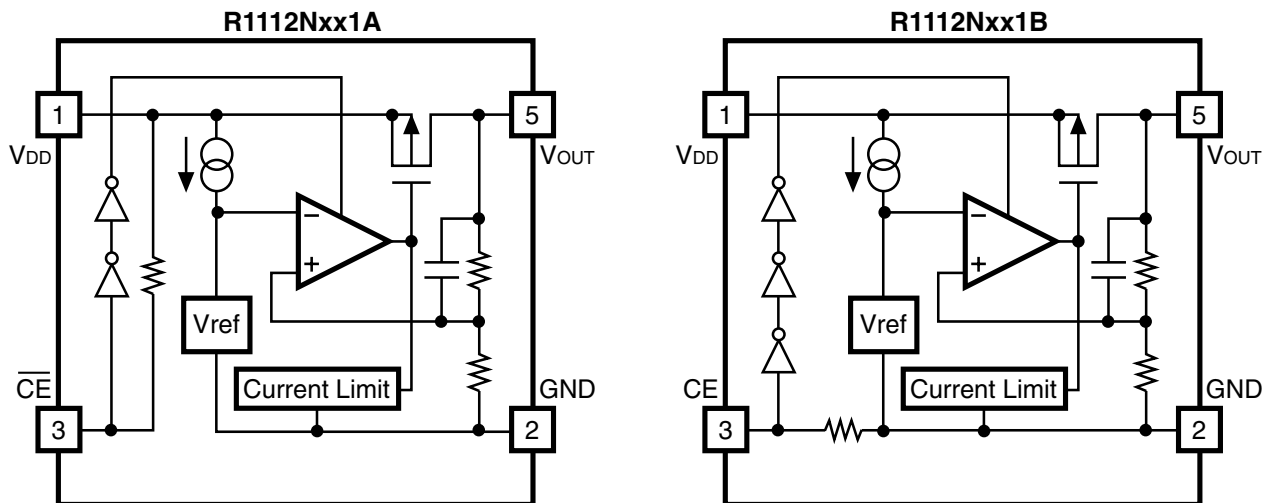 R1112Nxx1A
1
VDD
5
VOUT
−
+
Vref
Current Limit
C̅E̅
3
GND
2
R1112Nxx1B
1
VDD
5
VOUT
−
+
Vref
Current Limit
CE
3
GND
2